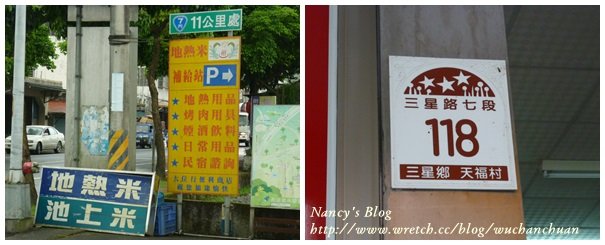 7丙
11公里處
地熱米
補給站 P→
★地熱用品
★烤肉用具
★煙酒飲料
★日常用品
★民宿諮詢
地熱米
池上米
三星路七段
118
三星鄉 天福村
Nancy's Blog
http://www.wretch.cc/blog/wuchanchuan